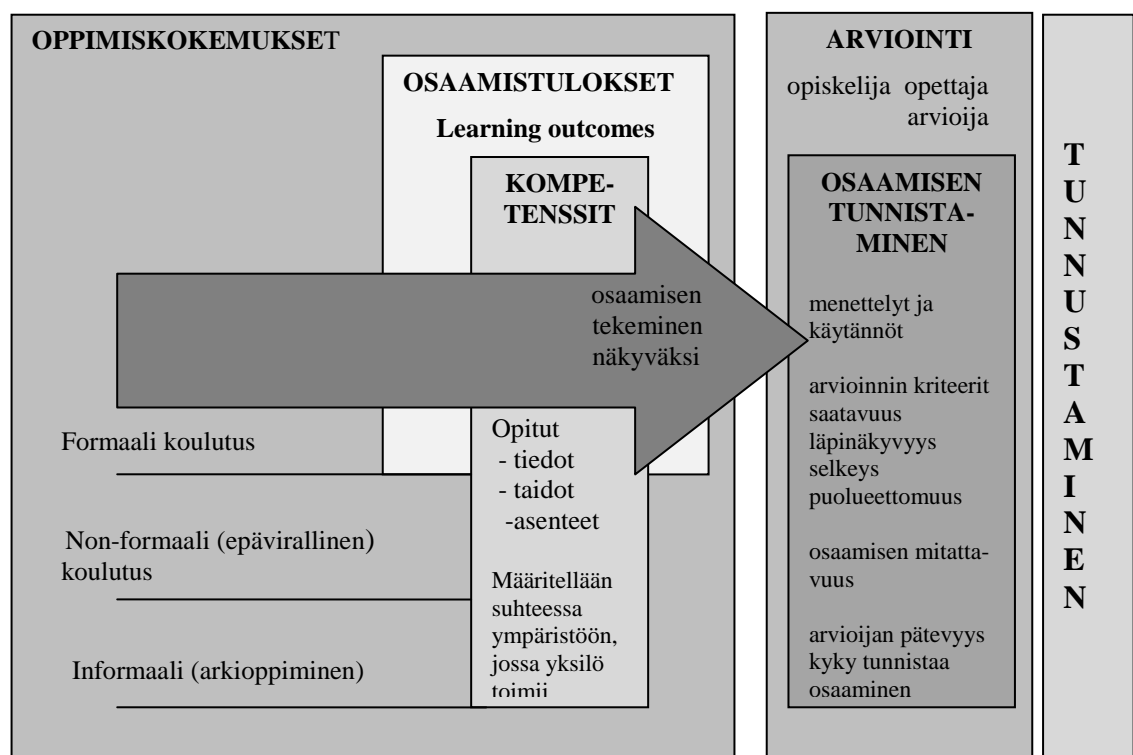 OPPIMISKOKEMUKSET
OSAAMISTULOKSET
Learning outcomes
KOMPE-
TENSSIT
osaamisen
tekeminen
näkyväksi
Formaali koulutus
Non-formaali (epävirallinen)
koulutus
Informaali (arkioppiminen)
Opitut
- tiedot
- taidot
-asenteet
Määritellään
suhteessa
ympäristöön,
jossa yksilö
toimii
ARVIOINTI
opiskelija opettaja
arvioija
OSAAMISEN
TUNNISTA-
MINEN
menettelyt ja
käytännöt
arvioinnin kriteerit
saatavuus
läpinäkyvyys
selkeys
puolueettomuus
osaamisen mitatta-
vuus
arvioijan pätevyys
kyky tunnistaa
osaaminen
T
U
N
N
U
S
T
A
M
I
N
E
N